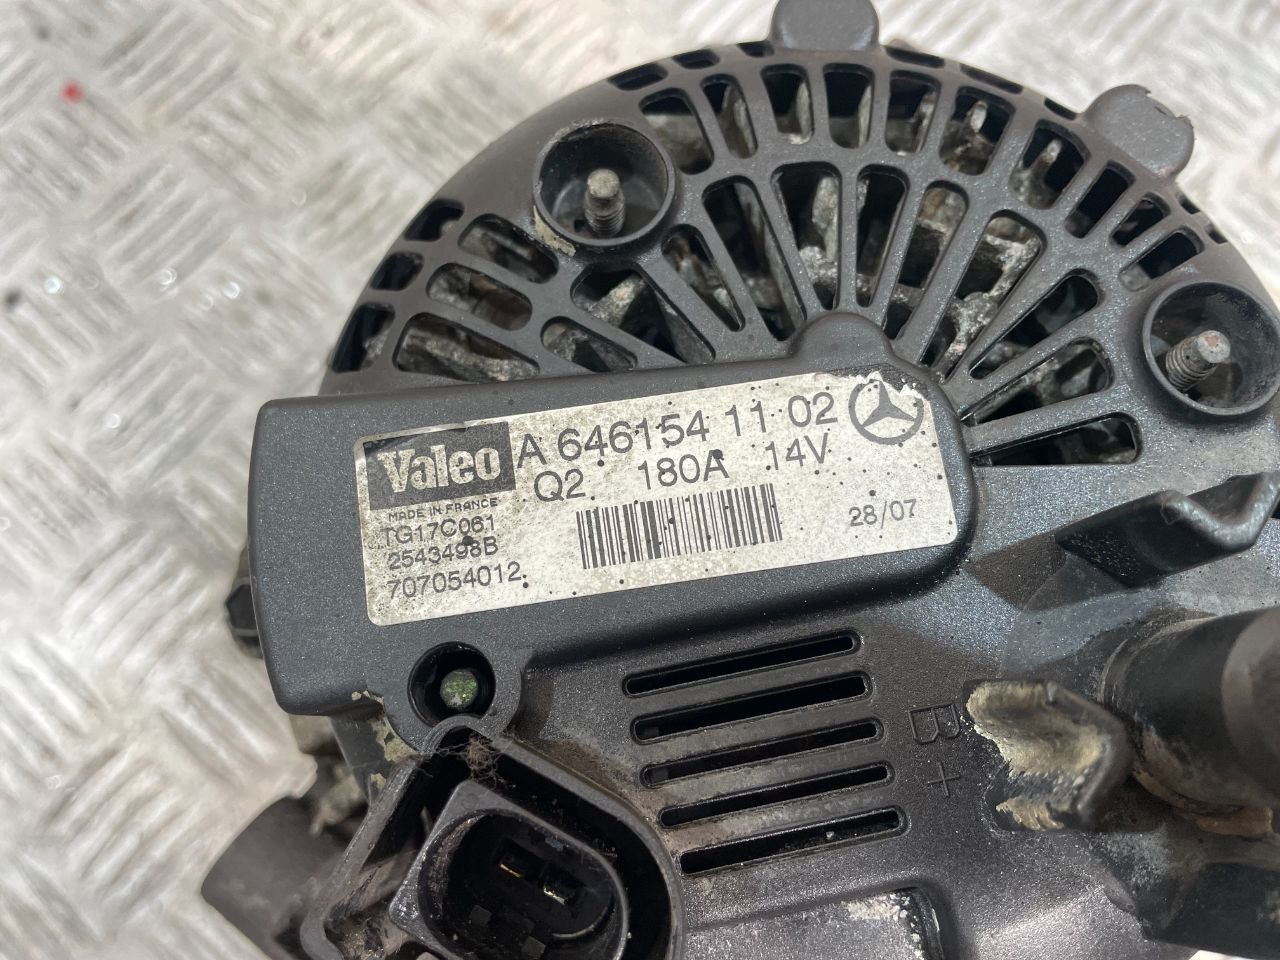 Valeo
A 646154 11 02
Q2 180A 14V
MADE IN FRANCE
TG17C061
2543498B
707054012
28/07
B+